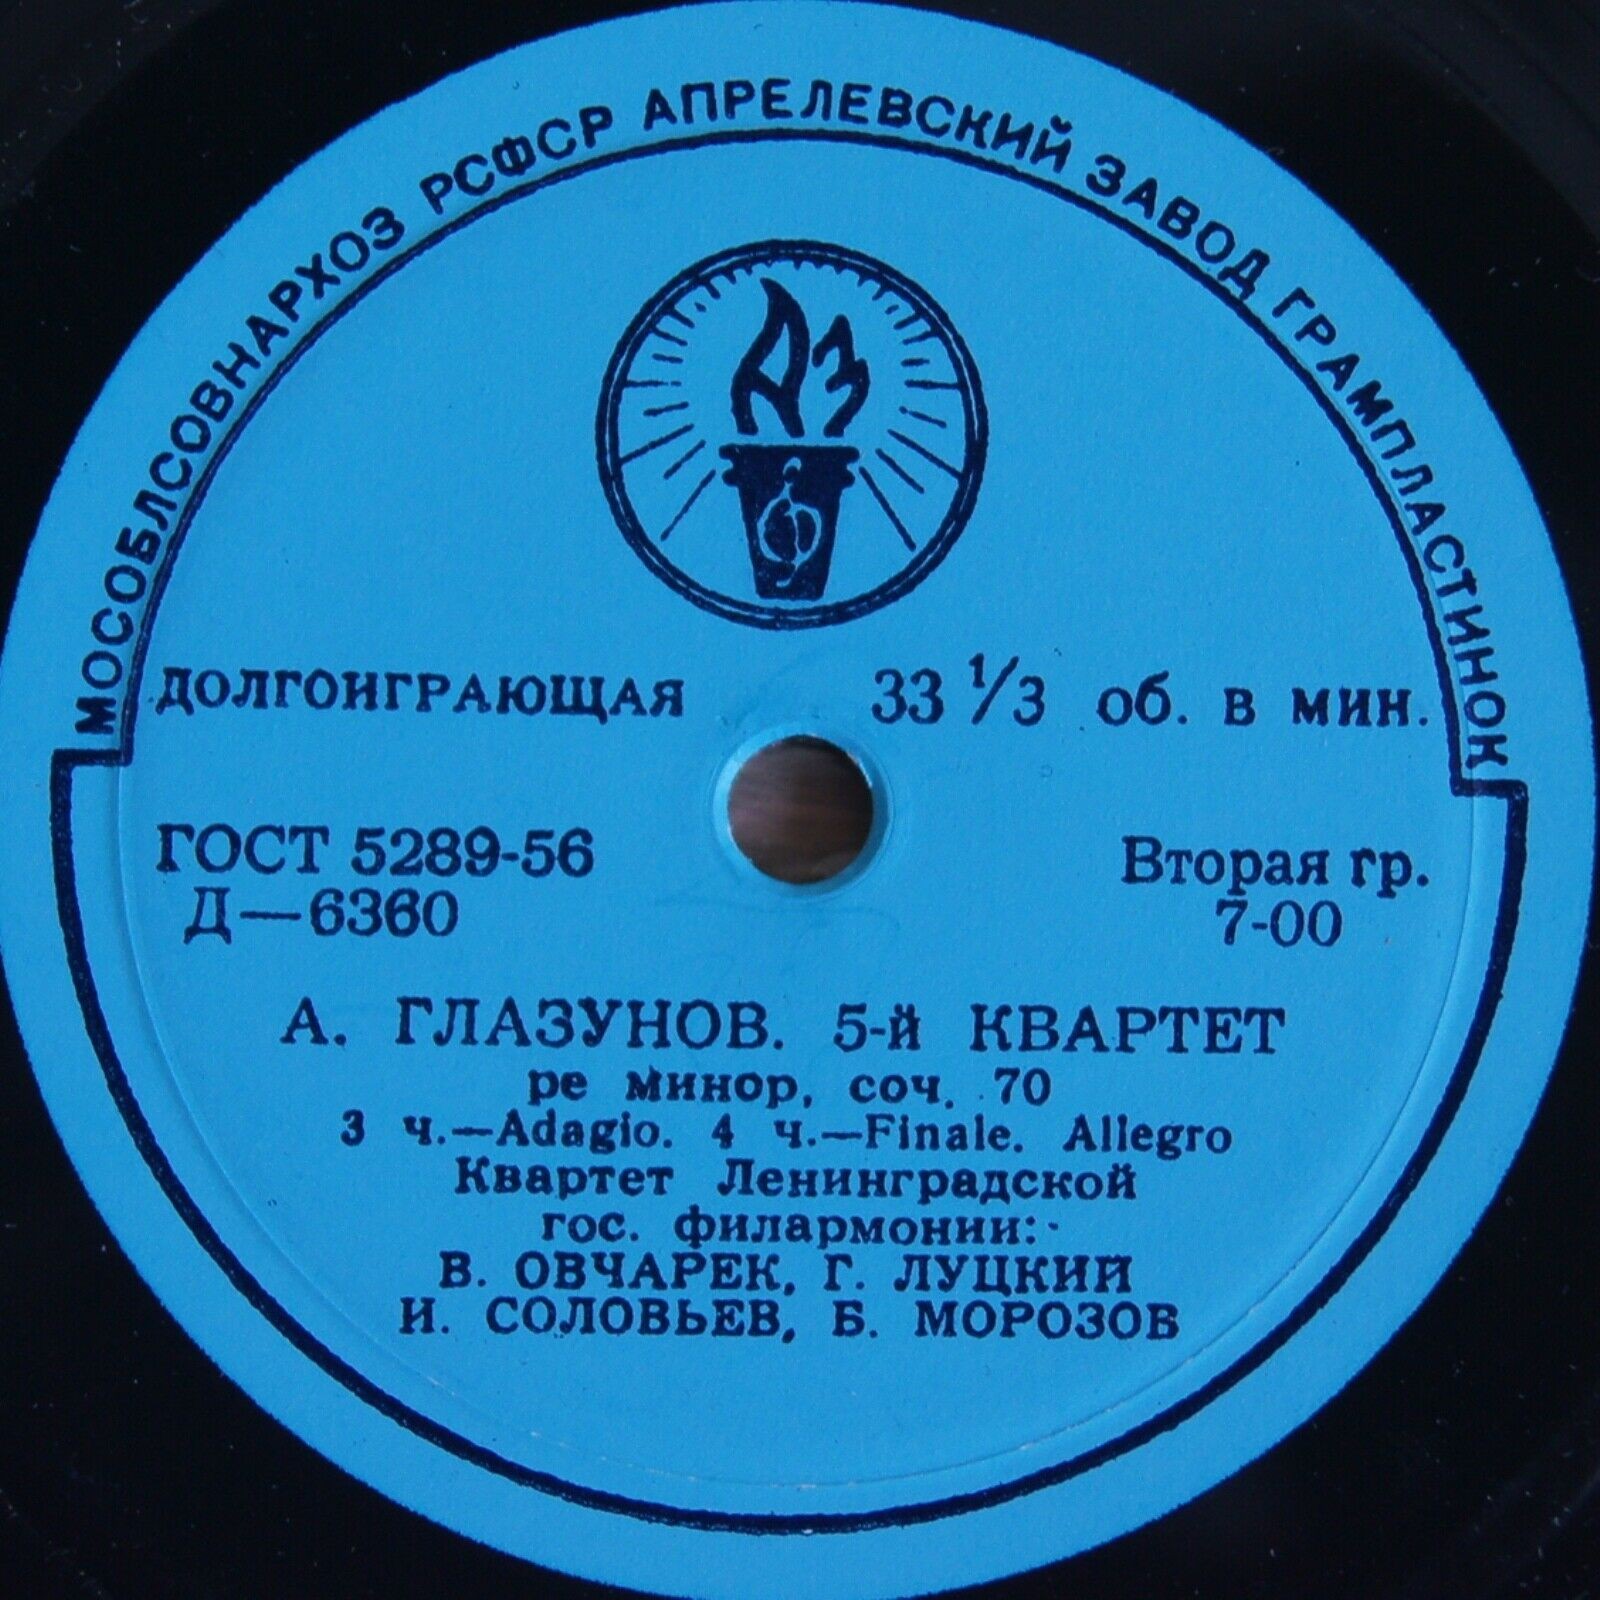 МОСОБЛСОВНАРХОЗ РСФСР АПРЕЛЕВСКИЙ ЗАВОД ГРАМПЛАСТИНОК
АЗ
ДОЛГОИГРАЮЩАЯ 33 1/3 об. в мин.
ГОСТ 5289-56 Вторая гр.
Д—6360 7-00
А. ГЛАЗУНОВ. 5-й КВАРТЕТ
ре минор, соч. 70
3 ч.—Adagio. 4 ч.—Finale. Allegro
Квартет Ленинградской
гос. филармонии:
В. ОВЧАРЕК, Г. ЛУЦКИЙ
И. СОЛОВЬЕВ, Б. МОРОЗОВ